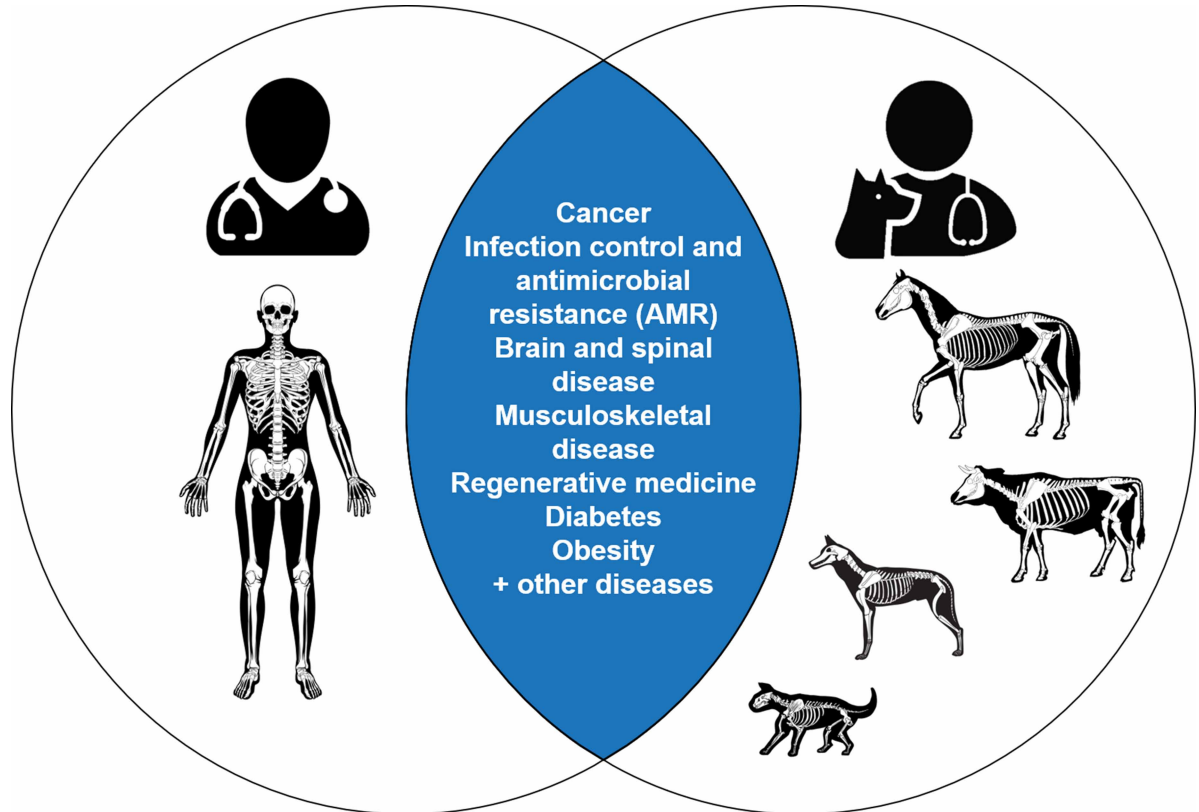 Cancer
Infection control and
antimicrobial
resistance (AMR)
Brain and spinal
disease
Musculoskeletal
disease
Regenerative medicine
Diabetes
Obesity
+ other diseases